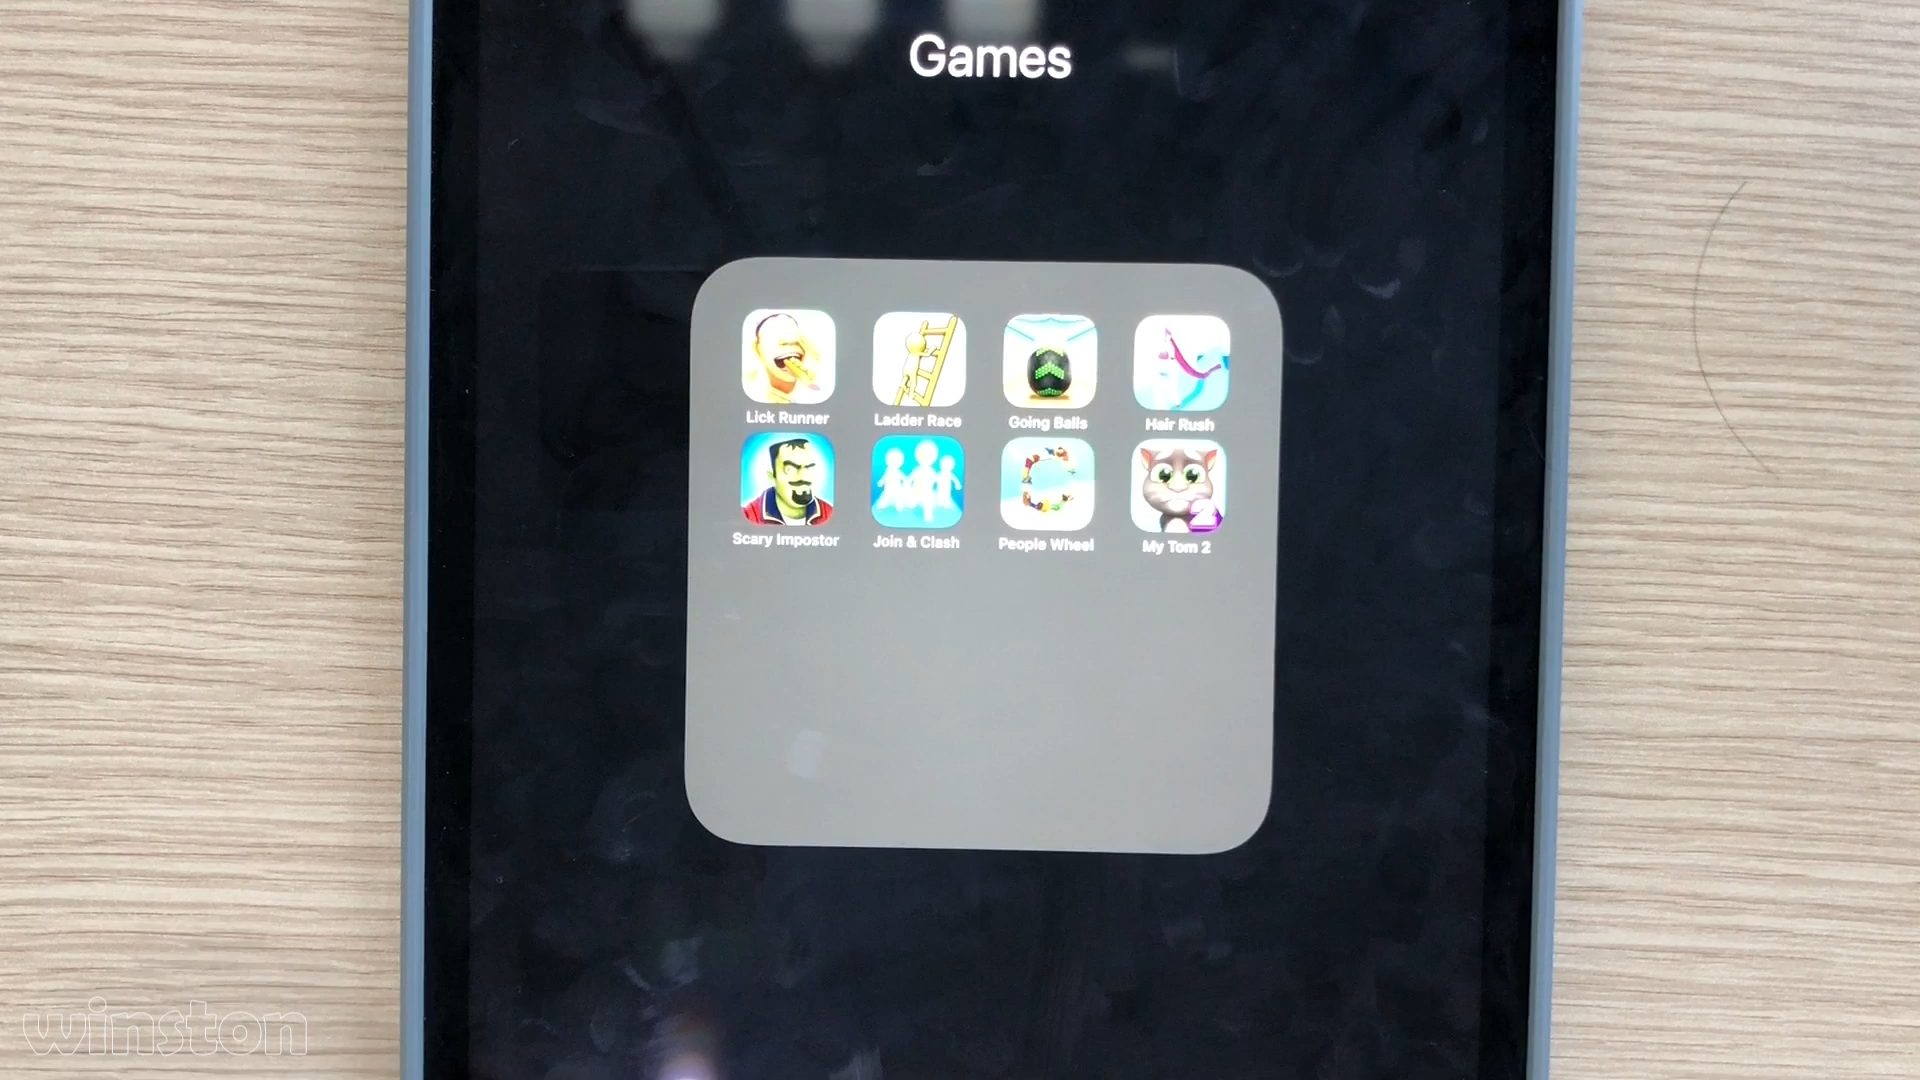 Games
Lick Runner
Ladder Race
Going Balls
Hair Rush
Scary Impostor
Join & Clash
People Wheel
2
My Tom 2
winston